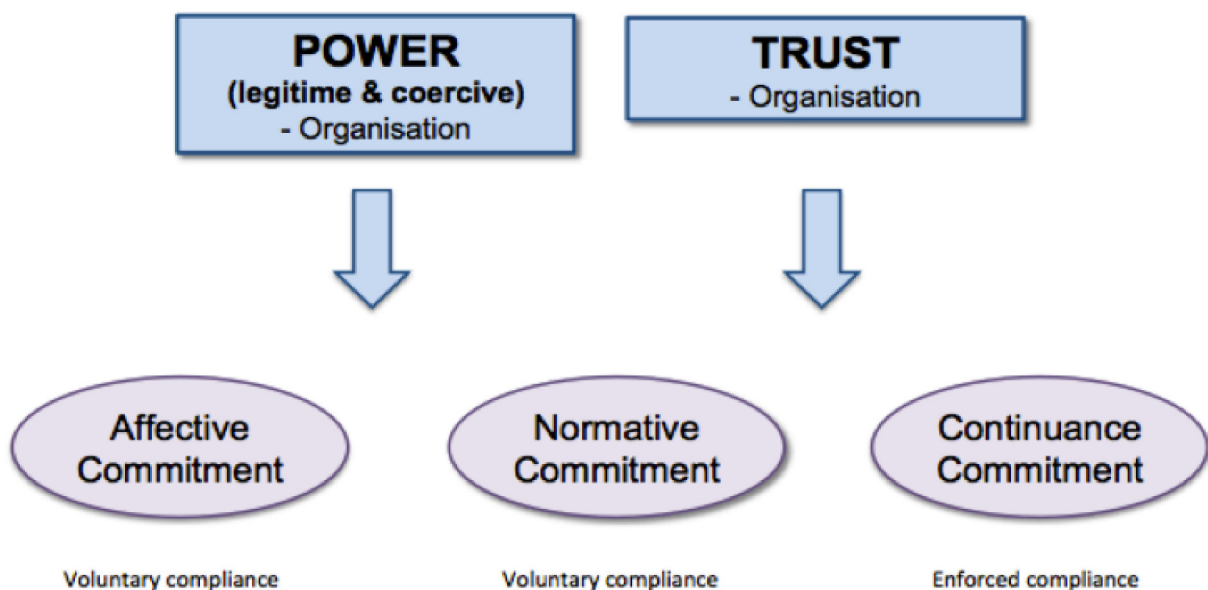 POWER
(legitime & coercive)
- Organisation
TRUST
- Organisation
Affective
Commitment
Normative
Commitment
Continuance
Commitment
Voluntary compliance
Voluntary compliance
Enforced compliance